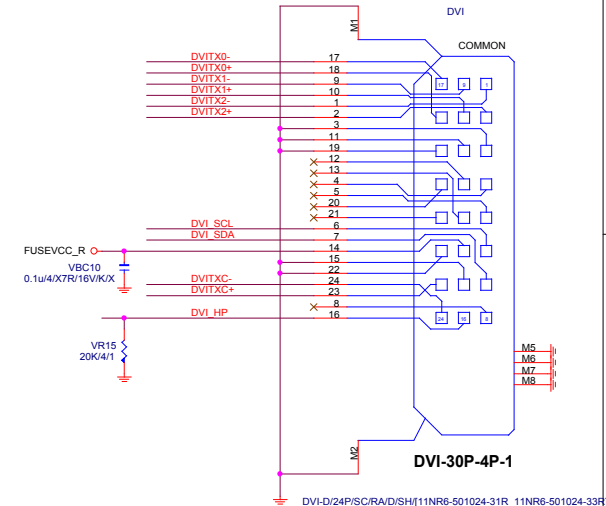 DVI
M1
COMMON
DVITX0- 17
DVITX0+ 18
DVITX1- 9
DVITX1+ 10
DVITX2- 1
DVITX2+ 2
3
11
19
12
13
4
5
20
21
DVI_SCL 6
DVI_SDA 7
FUSEVCC_R 14
15
22
DVITXC- 24
DVITXC+ 23
8
DVI_HP 16
17 9 1
24 16 8
VBC10
0.1u/4/X7R/16V/K/X
VR15
20K/4/1
M5
M6
M7
M8
M2
DVI-30P-4P-1
DVI-D/24P/SC/RA/D/SH/[11NR6-501024-31R 11NR6-501024-33R